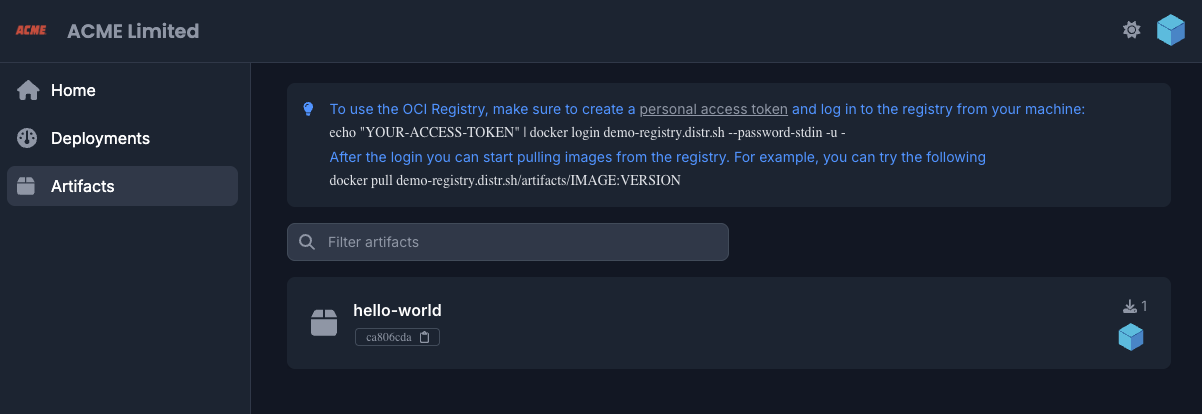 ACME ACME Limited
Home
Deployments
Artifacts
To use the OCI Registry, make sure to create a personal access token and log in to the registry from your machine:
echo "YOUR-ACCESS-TOKEN" | docker login demo-registry.distr.sh --password-stdin -u -
After the login you can start pulling images from the registry. For example, you can try the following
docker pull demo-registry.distr.sh/artifacts/IMAGE:VERSION
Filter artifacts
hello-world
1
ca806cda